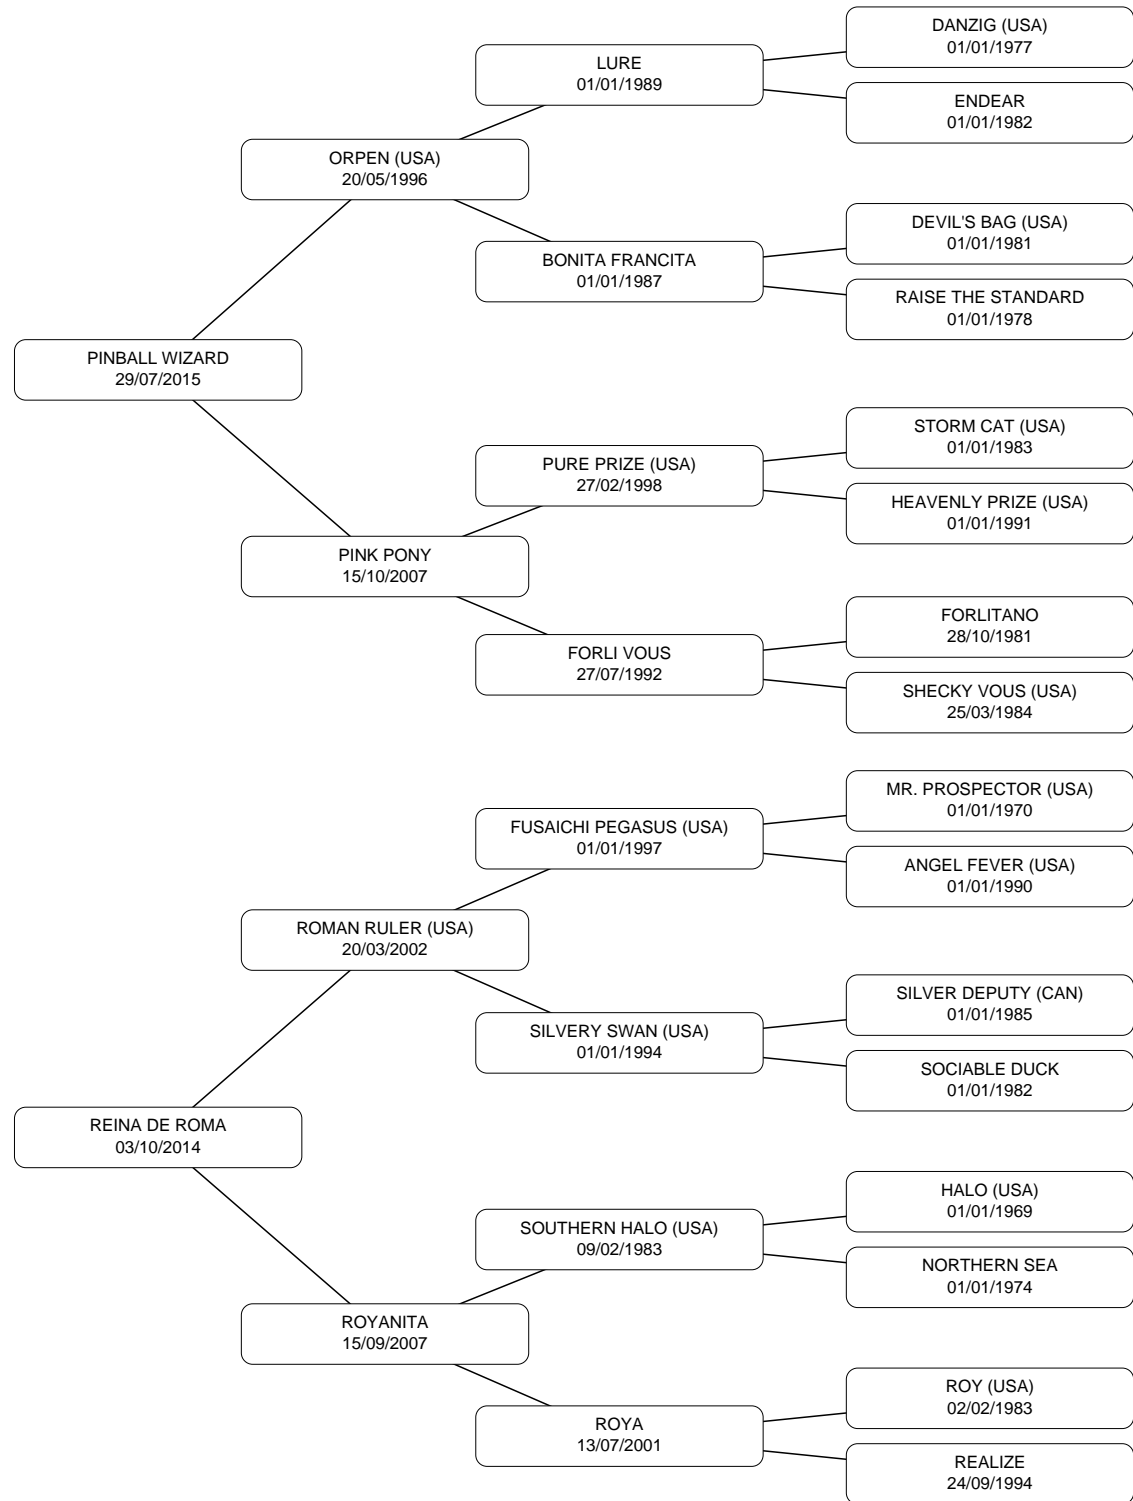 DANZIG (USA)
01/01/1977
LURE
01/01/1989
ENDEAR
01/01/1982
ORPEN (USA)
20/05/1996
DEVIL'S BAG (USA)
01/01/1981
BONITA FRANCITA
01/01/1987
RAISE THE STANDARD
01/01/1978
PINBALL WIZARD
29/07/2015
STORM CAT (USA)
01/01/1983
PURE PRIZE (USA)
27/02/1998
HEAVENLY PRIZE (USA)
01/01/1991
PINK PONY
15/10/2007
FORLITANO
28/10/1981
FORLI VOUS
27/07/1992
SHECKY VOUS (USA)
25/03/1984
MR. PROSPECTOR (USA)
01/01/1970
FUSAICHI PEGASUS (USA)
01/01/1997
ANGEL FEVER (USA)
01/01/1990
ROMAN RULER (USA)
20/03/2002
SILVER DEPUTY (CAN)
01/01/1985
SILVERY SWAN (USA)
01/01/1994
SOCIABLE DUCK
01/01/1982
REINA DE ROMA
03/10/2014
HALO (USA)
01/01/1969
SOUTHERN HALO (USA)
09/02/1983
NORTHERN SEA
01/01/1974
ROYANITA
15/09/2007
ROY (USA)
02/02/1983
ROYA
13/07/2001
REALIZE
24/09/1994